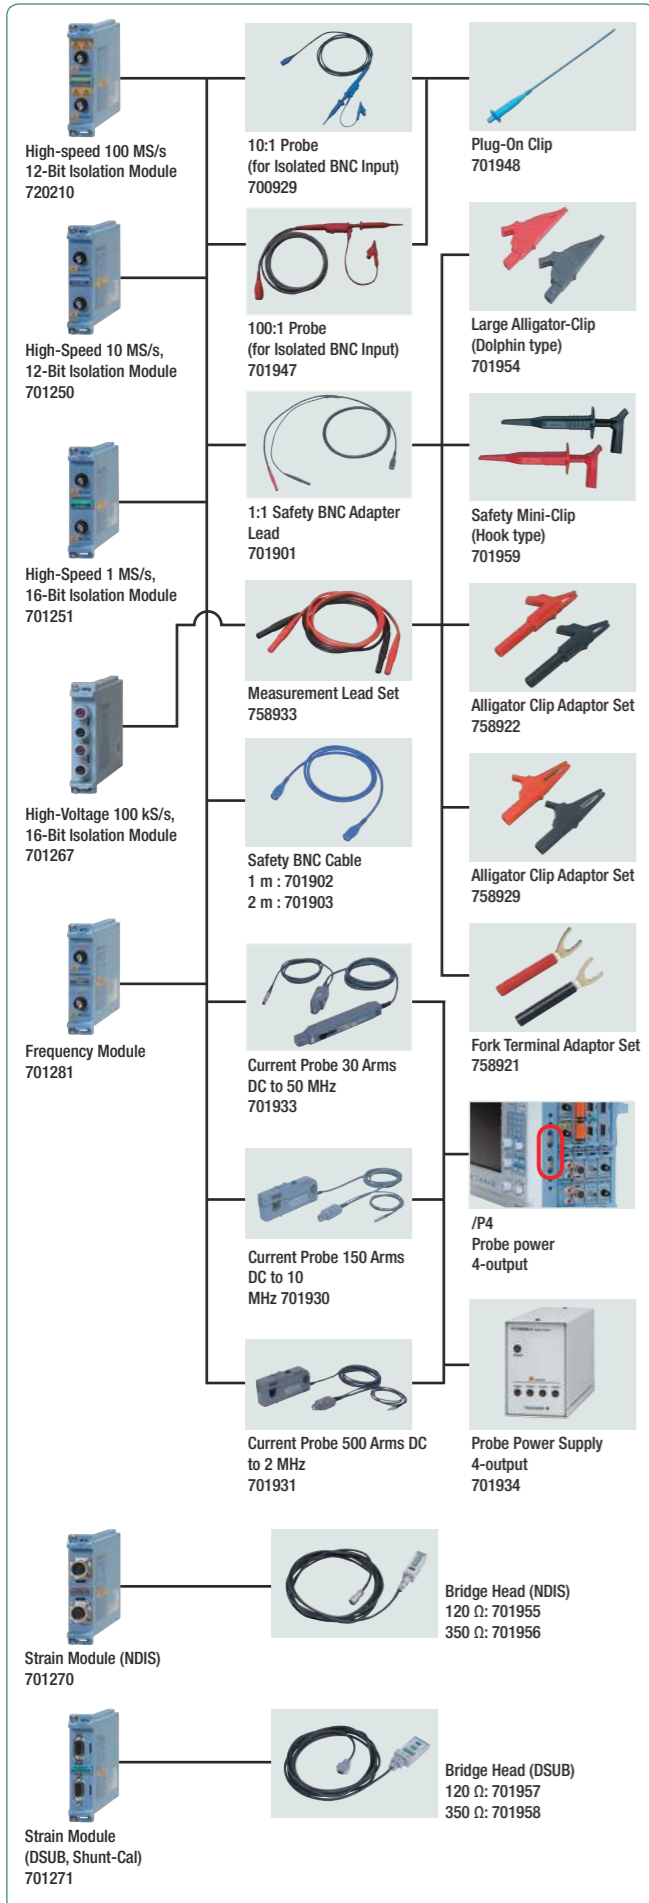 High-speed 100 MS/s
12-Bit Isolation Module
720210
10:1 Probe
(for Isolated BNC Input)
700929
Plug-On Clip
701948
High-Speed 10 MS/s,
12-Bit Isolation Module
701250
100:1 Probe
(for Isolated BNC Input)
701947
Large Alligator-Clip
(Dolphin type)
701954
High-Speed 1 MS/s,
16-Bit Isolation Module
701251
1:1 Safety BNC Adapter
Lead
701901
Safety Mini-Clip
(Hook type)
701959
Measurement Lead Set
758933
Alligator Clip Adaptor Set
758922
High-Voltage 100 kS/s,
16-Bit Isolation Module
701267
Safety BNC Cable
1 m : 701902
2 m : 701903
Alligator Clip Adaptor Set
758929
Frequency Module
701281
Current Probe 30 Arms
DC to 50 MHz
701933
Fork Terminal Adaptor Set
758921
Current Probe 150 Arms
DC to 10
MHz 701930
/P4
Probe power
4-output
Current Probe 500 Arms DC
to 2 MHz
701931
Probe Power Supply
4-output
701934
Strain Module (NDIS)
701270
Bridge Head (NDIS)
120 Ω: 701955
350 Ω: 701956
Strain Module
(DSUB, Shunt-Cal)
701271
Bridge Head (DSUB)
120 Ω: 701957
350 Ω: 701958